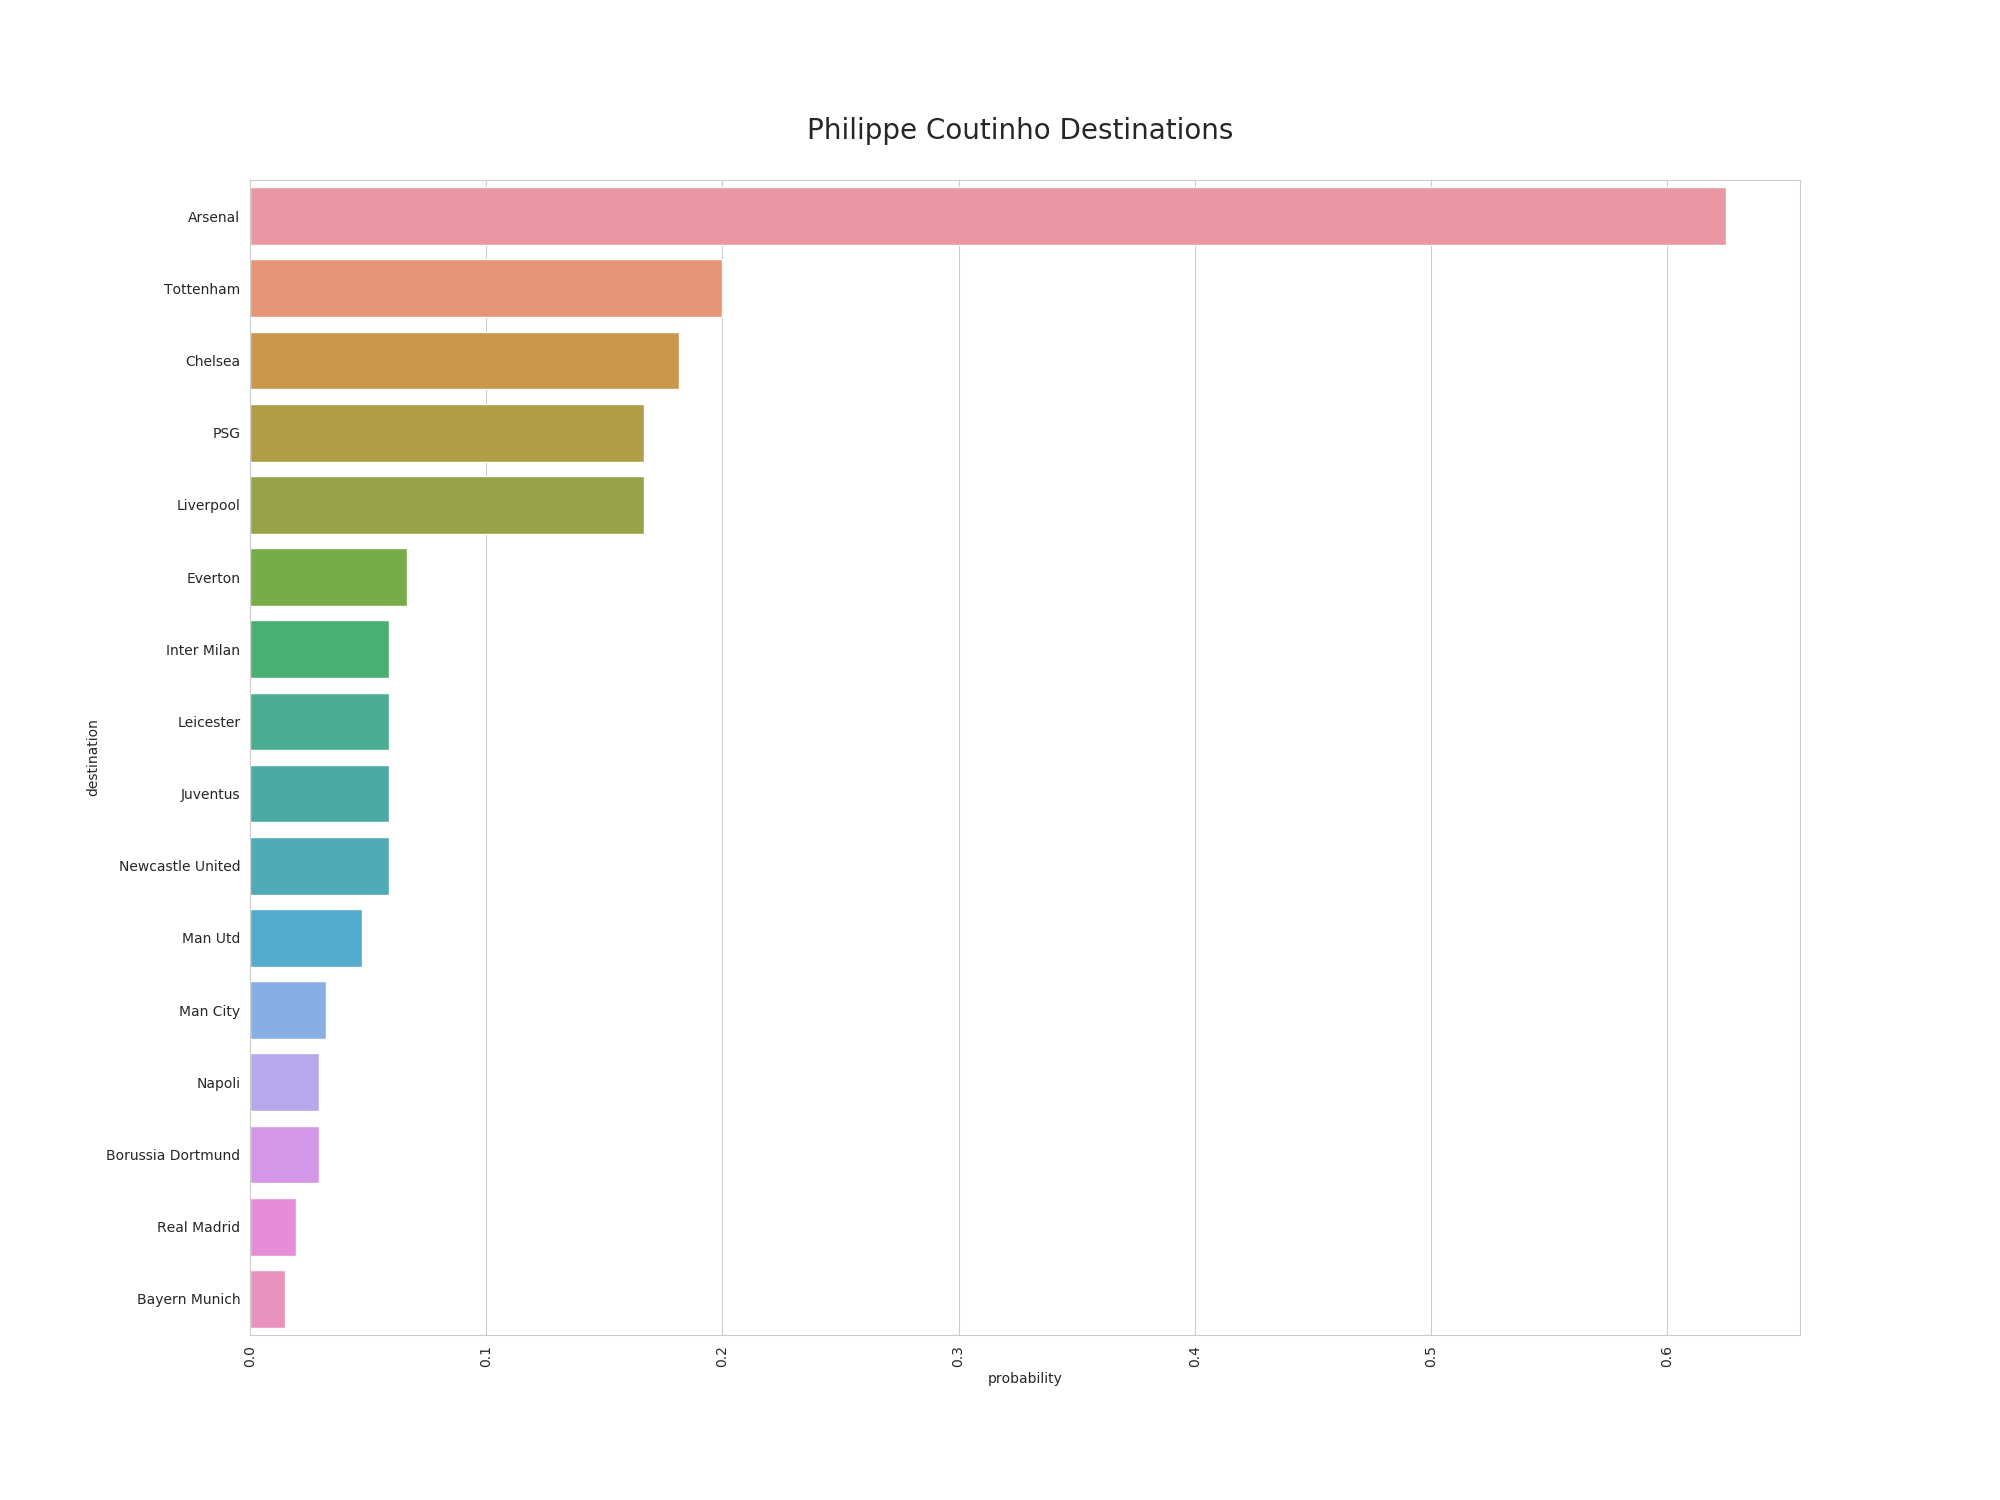 Philippe Coutinho Destinations
Arsenal
Tottenham
Chelsea
PSG
Liverpool
Everton
Inter Milan
Leicester
Juventus
Newcastle United
Man Utd
Man City
Napoli
Borussia Dortmund
Real Madrid
Bayern Munich
destination
0.0 0.1 0.2 0.3 0.4 0.5 0.6
probability